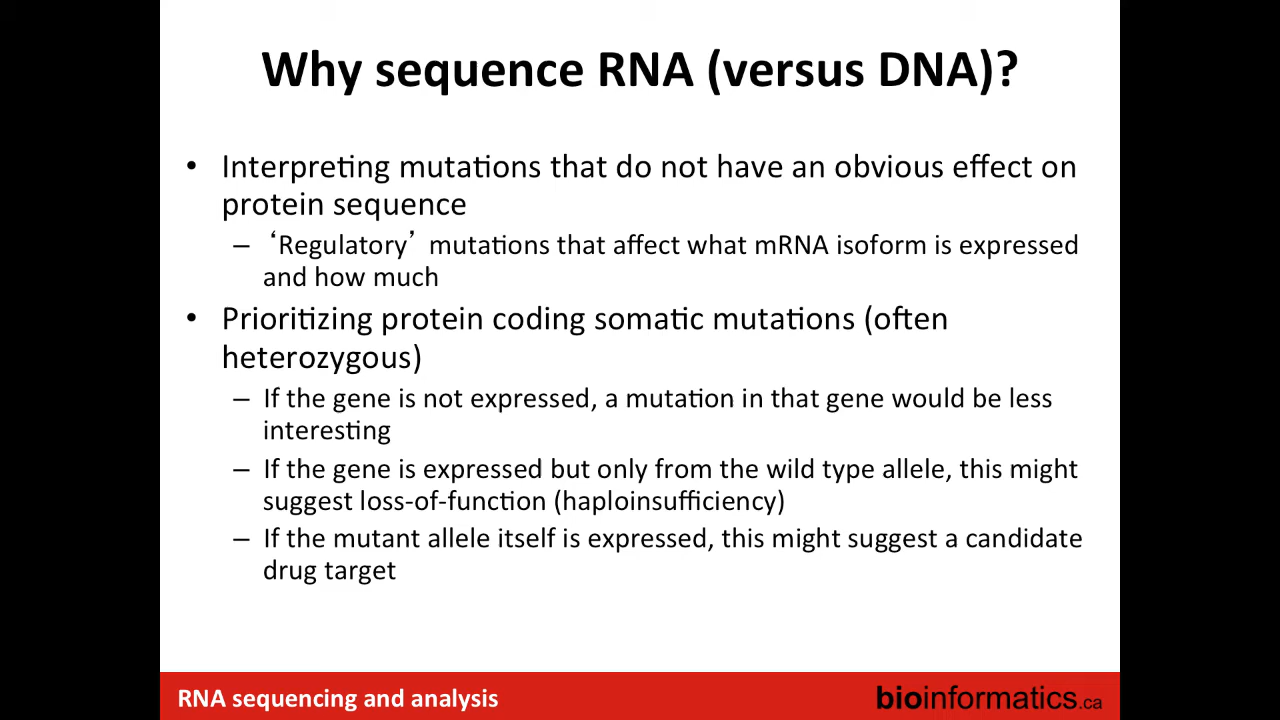 Why sequence RNA (versus DNA)?
• Interpreting mutations that do not have an obvious effect on
protein sequence
– ‘Regulatory’ mutations that affect what mRNA isoform is expressed
and how much
• Prioritizing protein coding somatic mutations (often
heterozygous)
– If the gene is not expressed, a mutation in that gene would be less
interesting
– If the gene is expressed but only from the wild type allele, this might
suggest loss-of-function (haploinsufficiency)
– If the mutant allele itself is expressed, this might suggest a candidate
drug target
RNA sequencing and analysis
bioinformatics.ca